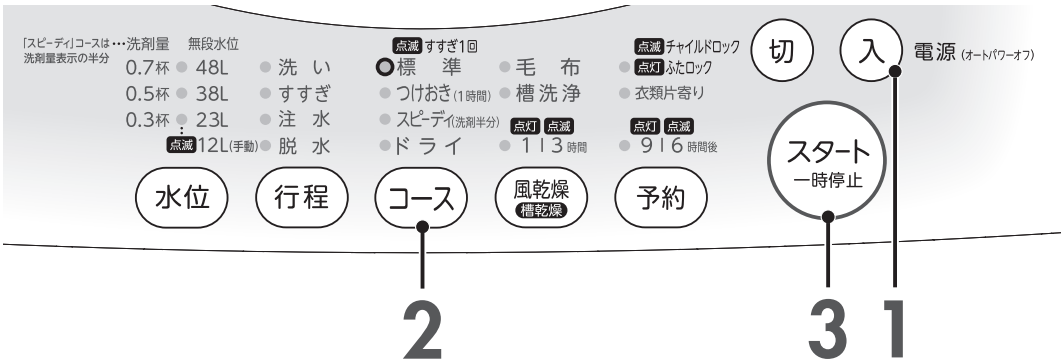 「スピーディ」コースは…洗剤量 無段水位
洗剤量表示の半分
0.7杯 48L
0.5杯 38L
0.3杯 23L
点滅 12L(手動)
水位
洗い
すすぎ
注水
脱水
行程
点滅 すすぎ1回
標準
つけおき(1時間)
スピーディ(洗剤半分)
ドライ
コース
毛布
槽洗浄
点灯 点滅
1 | 3 時間
風乾燥
槽乾燥
点滅 チャイルドロック
点灯 ふたロック
衣類片寄り
点灯 点滅
9 | 6 時間後
予約
切 入 電源(オートパワーオフ)
スタート
一時停止
2 3 1